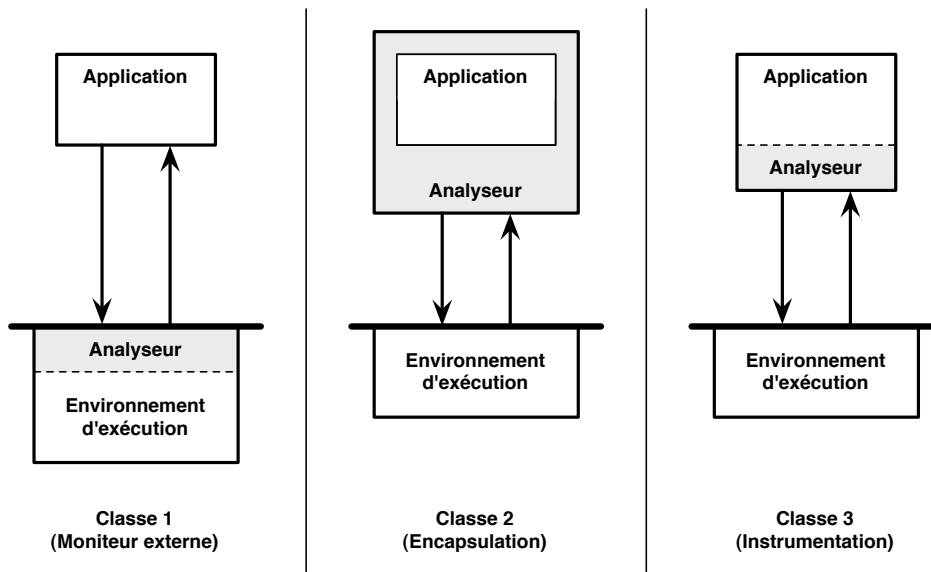 Application
Analyseur
Environnement
d'exécution
Classe 1
(Moniteur externe)
Application
Analyseur
Environnement
d'exécution
Classe 2
(Encapsulation)
Application
Analyseur
Environnement
d'exécution
Classe 3
(Instrumentation)